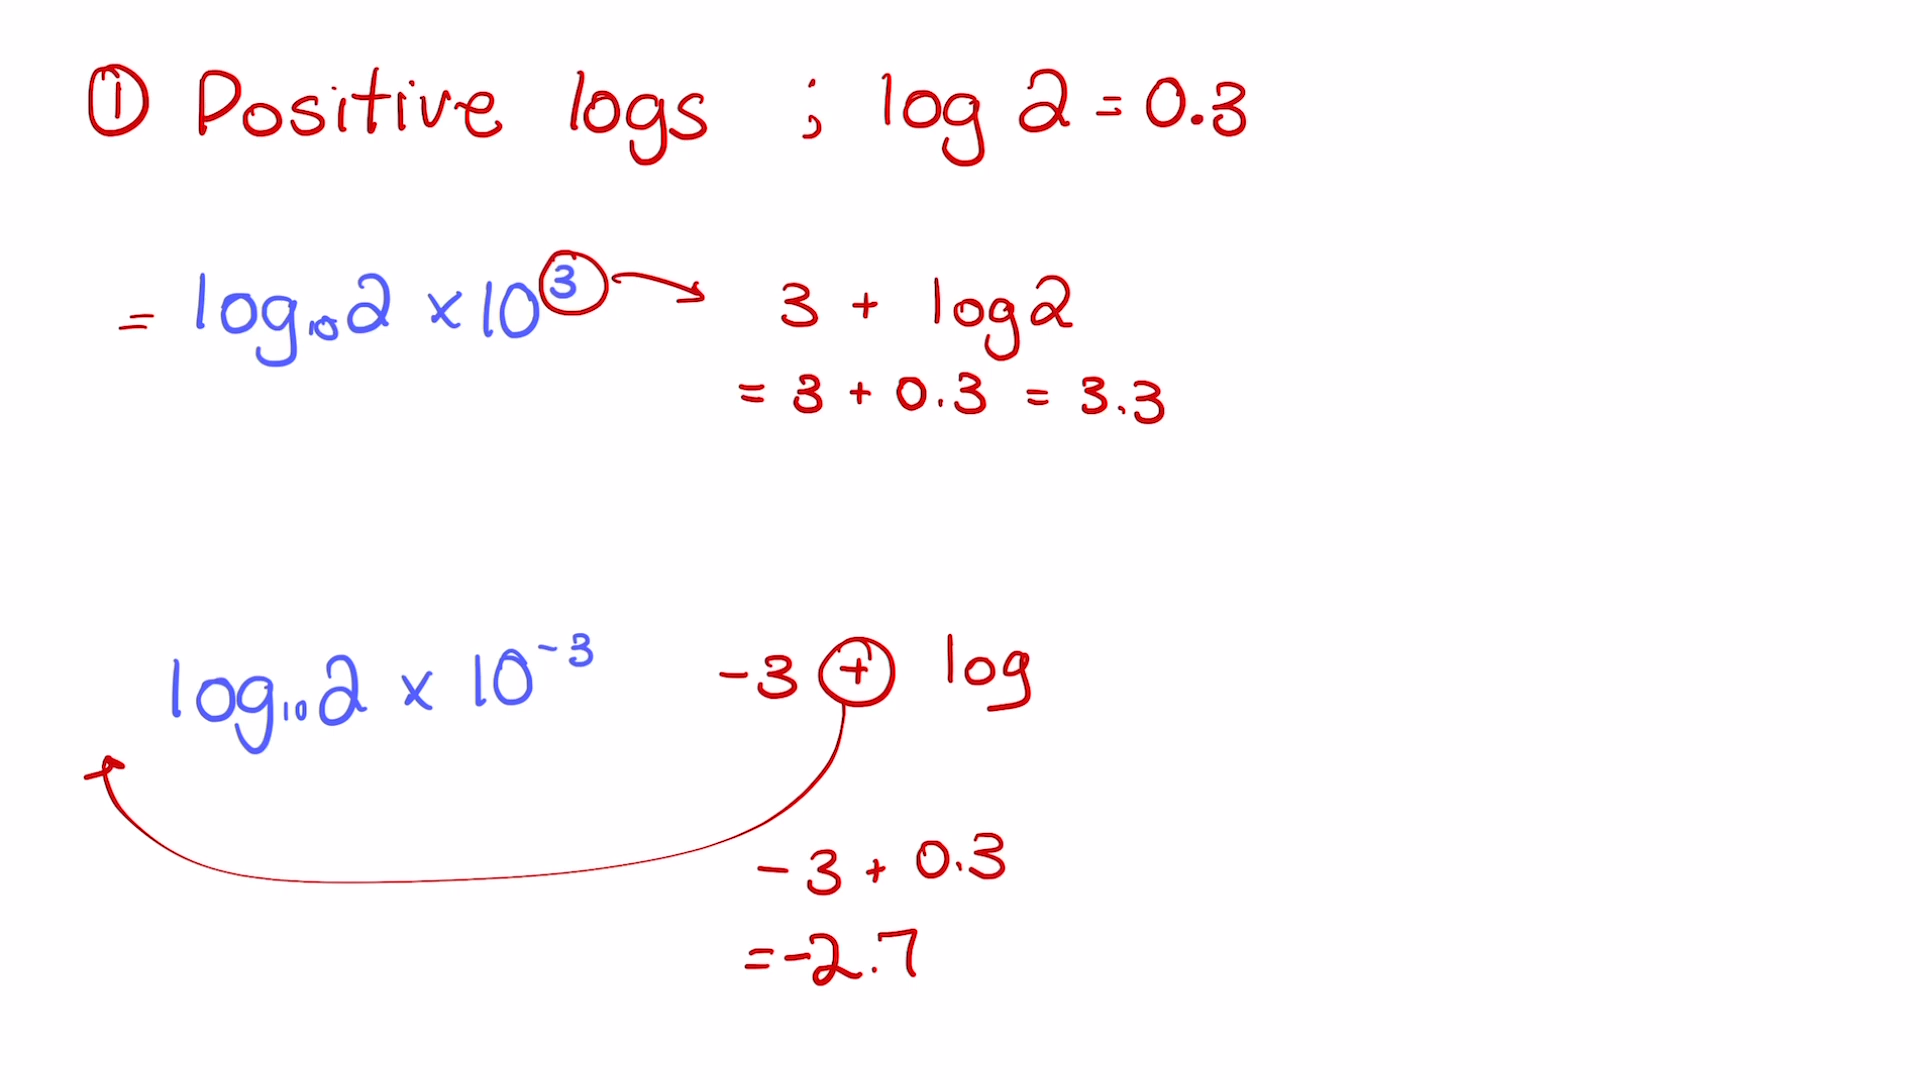 ① Positive logs ; log 2 = 0.3
= log₁₀2 × 10³ → 3 + log2
= 3 + 0.3 = 3.3
log₁₀2 × 10⁻³ -3 + log
-3 + 0.3
= -2.7